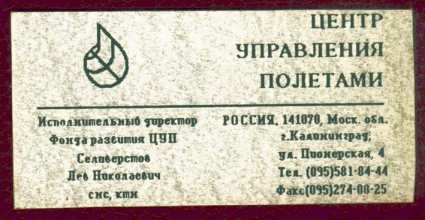 ЦЕНТР
УПРАВЛЕНИЯ
ПОЛЕТАМИ
Исполнительный директор
Фонда развития ЦУП
Селиверстов
Лев Николаевич
снс, ктн
РОССИЯ, 141070, Моск. обл.
г.Калининград,
ул. Пионерская, 4
Тел. (095)581-84-44
Факс(095)274-00-25